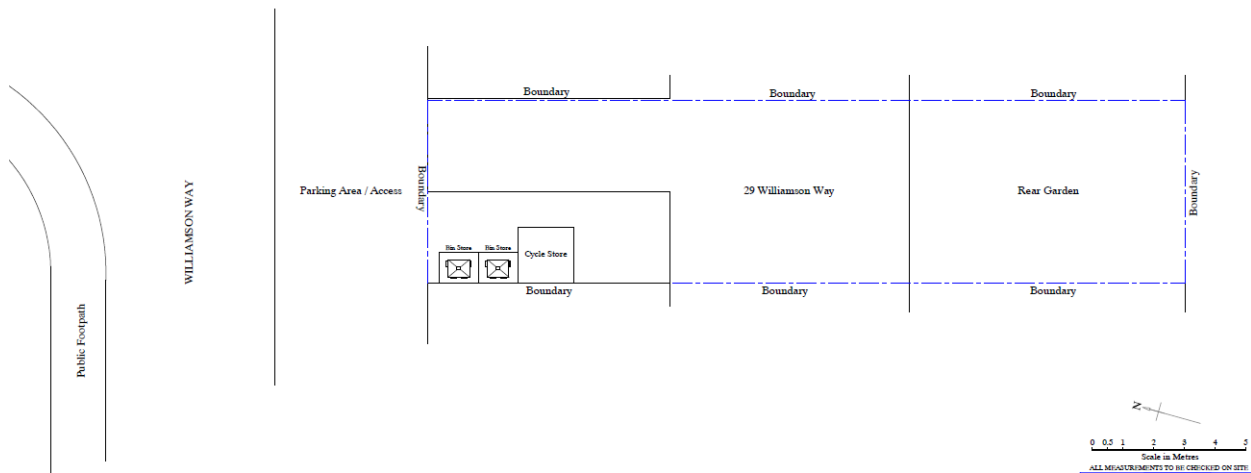 Boundary
Boundary
Boundary
WILLIAMSON WAY
Parking Area / Access
Boundary
29 Williamson Way
Rear Garden
Boundary
Bin Store
Bin Store
Cycle Store
Boundary
Boundary
Boundary
Public Footpath
N
0 0.5 1 2 3 4 5
Scale in Metres
ALL MEASUREMENTS TO BE CHECKED ON SITE